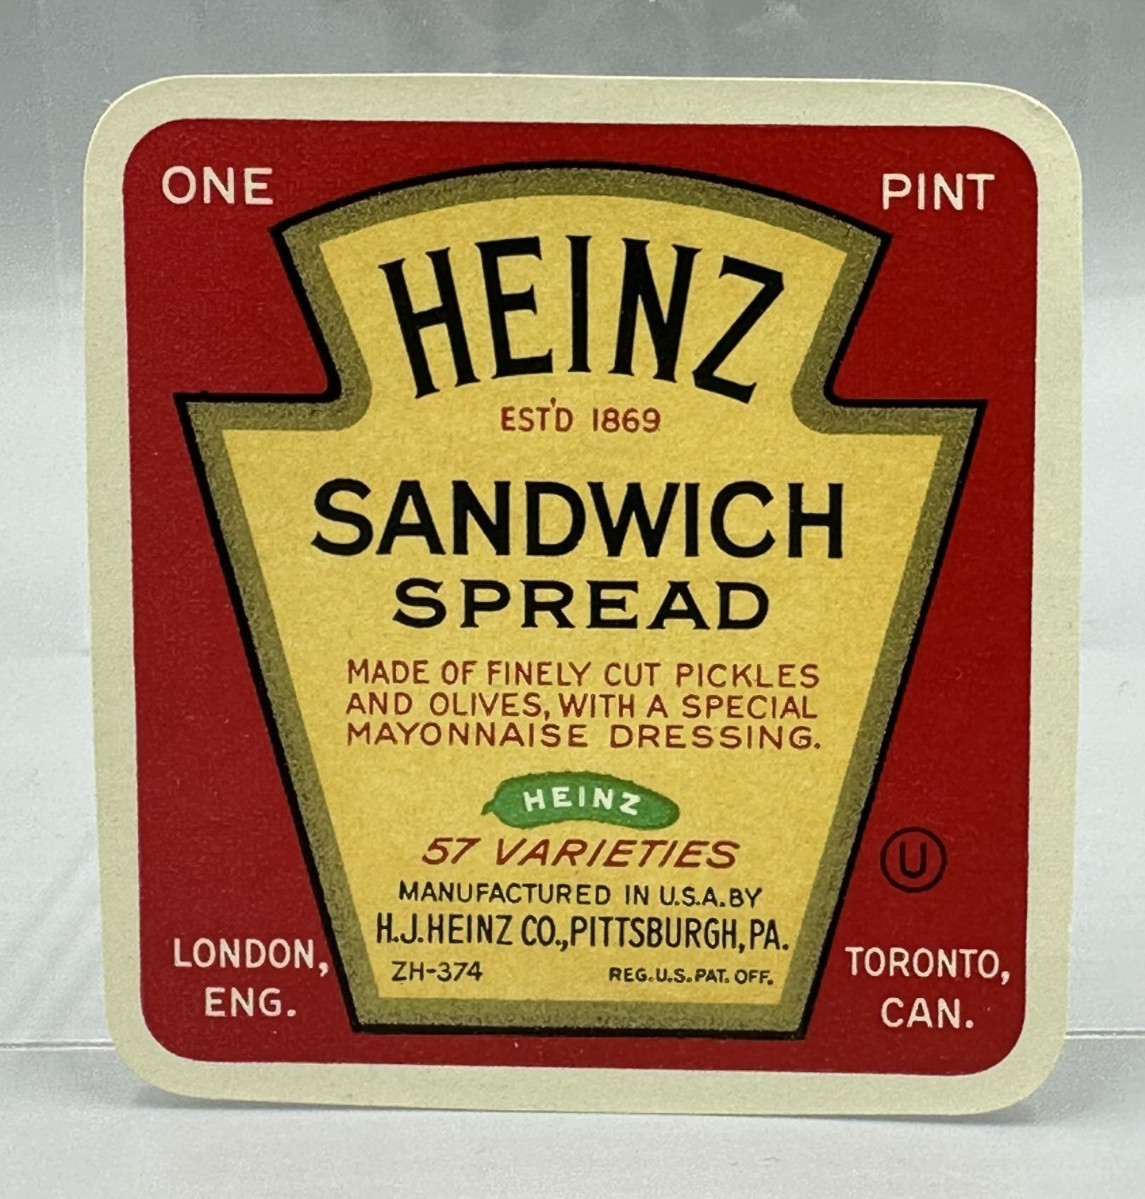 ONE PINT
HEINZ
EST'D 1869
SANDWICH
SPREAD
MADE OF FINELY CUT PICKLES
AND OLIVES, WITH A SPECIAL
MAYONNAISE DRESSING.
HEINZ
57 VARIETIES
U
MANUFACTURED IN U.S.A. BY
H.J. HEINZ CO., PITTSBURGH, PA.
ZH-374 REG. U.S. PAT. OFF.
LONDON,
ENG.
TORONTO,
CAN.